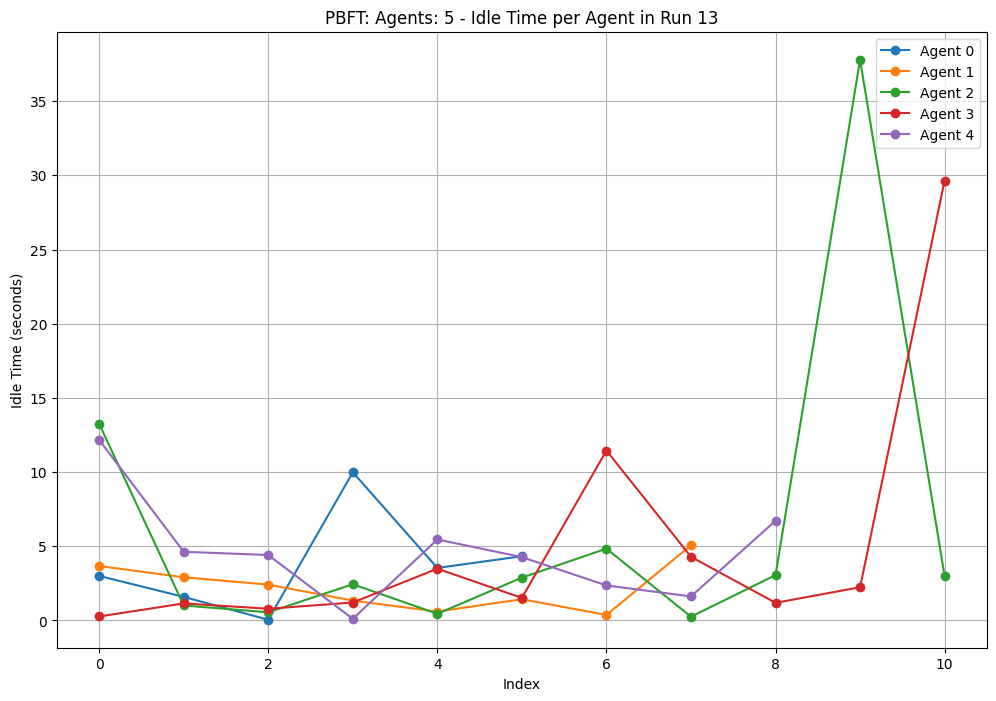 PBFT: Agents: 5 - Idle Time per Agent in Run 13
Agent 0
Agent 1
Agent 2
Agent 3
Agent 4
Idle Time (seconds)
35
30
25
20
15
10
5
0
0 2 4 6 8 10
Index